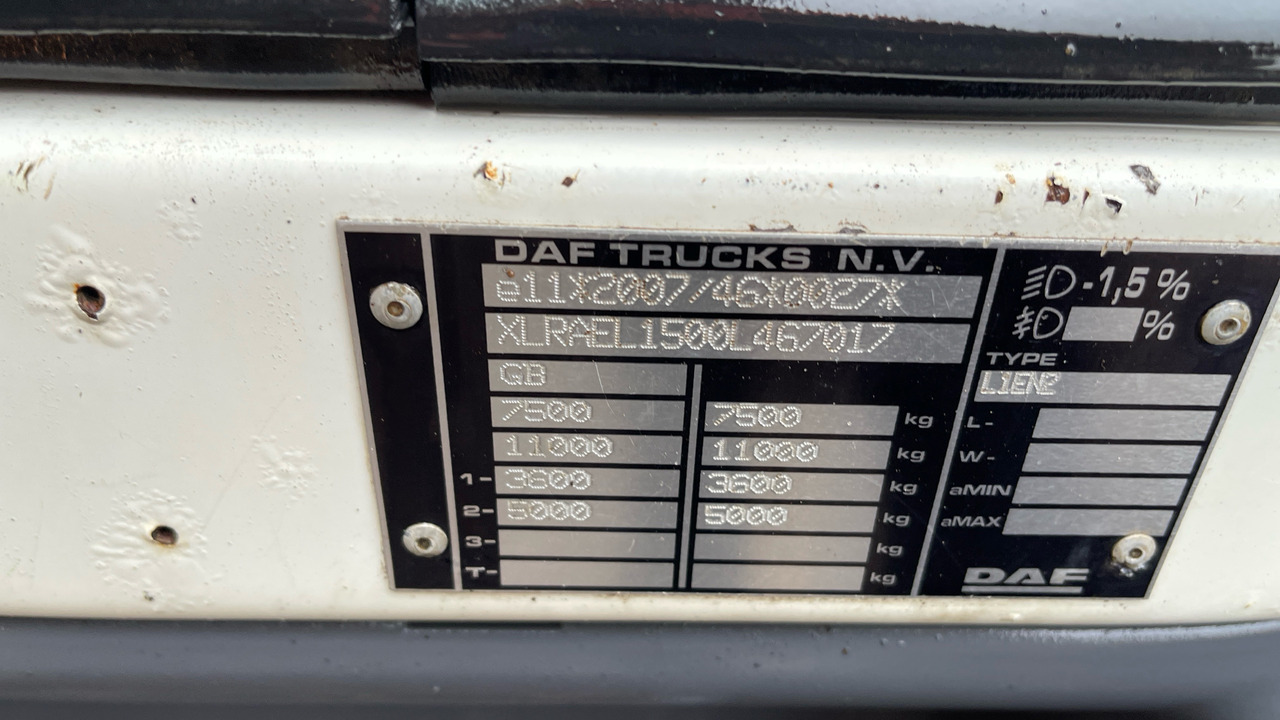 DAF TRUCKS N.V.
e11*2007/46*0027*
XLRAEL1500L467017
GB
7500 7500 kg
11000 11000 kg
1- 3600 3600 kg
2- 5000 5000 kg
3- kg
T- kg
-1,5 %
%
TYPE
L1EN2
L-
W-
aMIN
aMAX
DAF